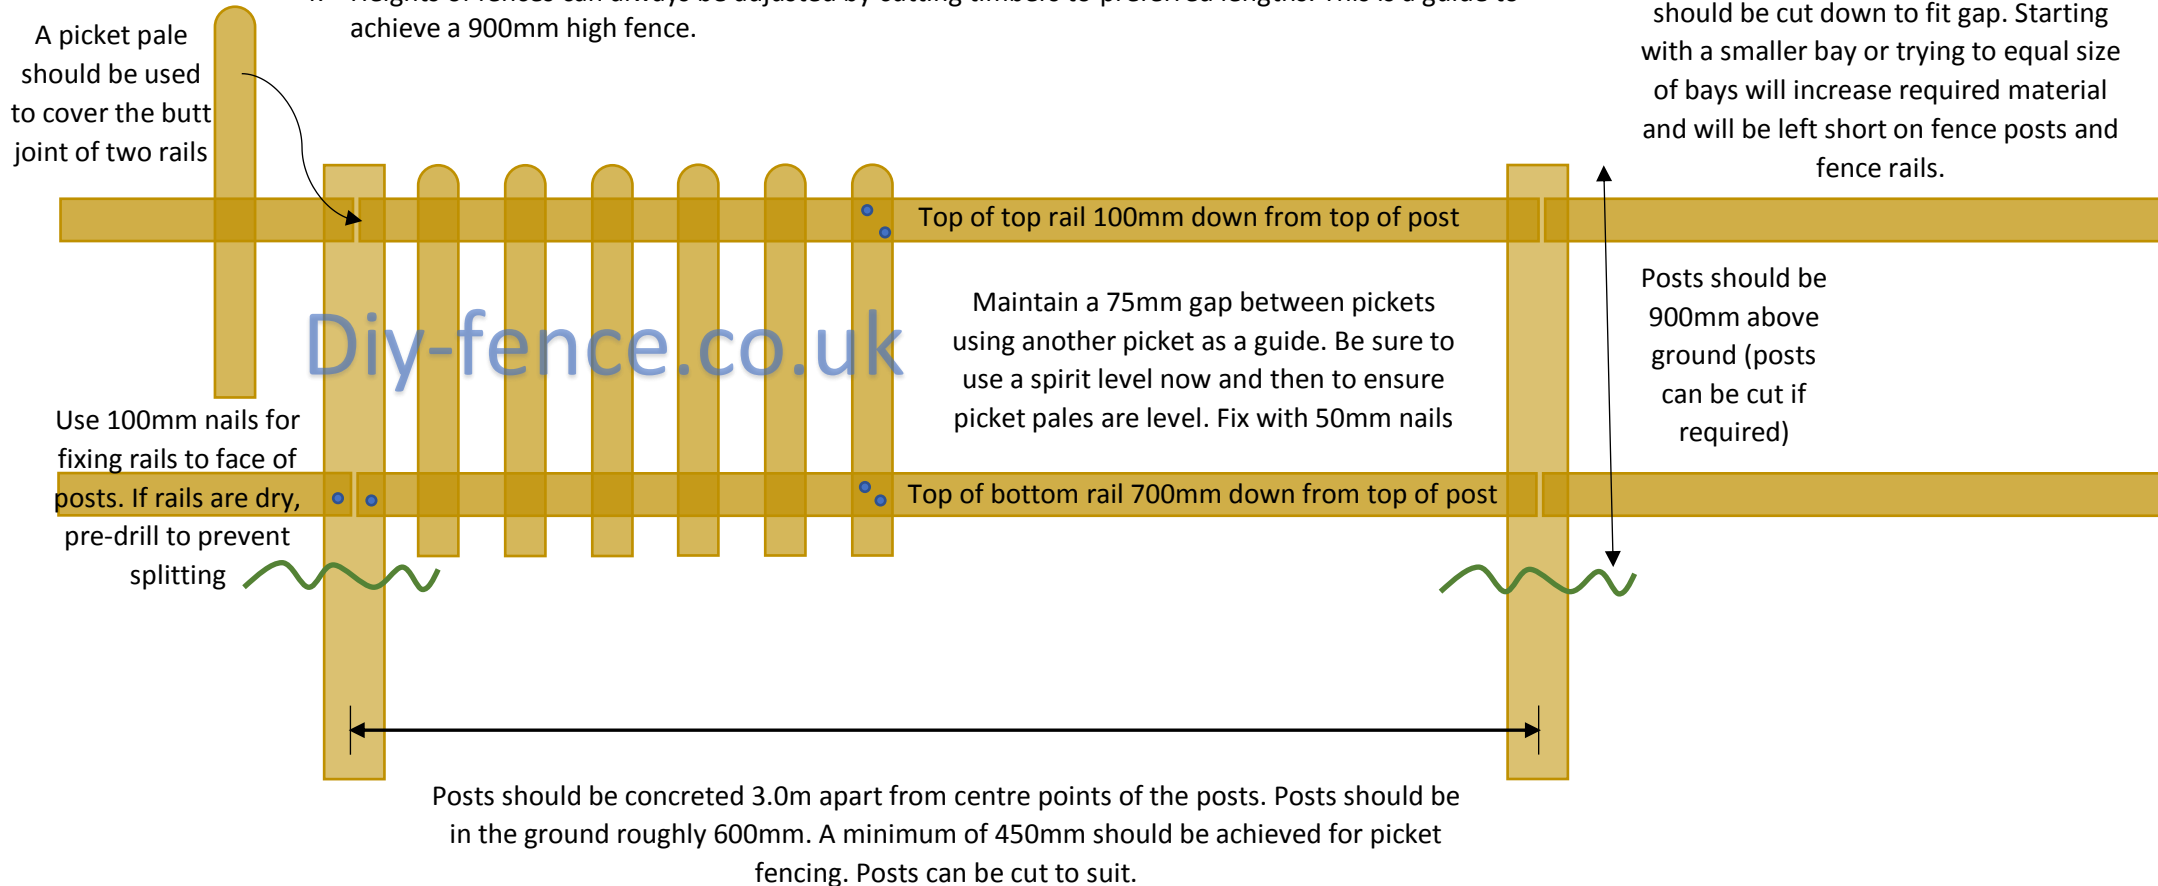 achieve a 900mm high fence.
A picket pale
should be used
to cover the butt
joint of two rails
should be cut down to fit gap. Starting
with a smaller bay or trying to equal size
of bays will increase required material
and will be left short on fence posts and
fence rails.
Top of top rail 100mm down from top of post
Maintain a 75mm gap between pickets
using another picket as a guide. Be sure to
use a spirit level now and then to ensure
picket pales are level. Fix with 50mm nails
Posts should be
900mm above
ground (posts
can be cut if
required)
Diy-fence.co.uk
Use 100mm nails for
fixing rails to face of
posts. If rails are dry,
pre-drill to prevent
splitting
Top of bottom rail 700mm down from top of post
Posts should be concreted 3.0m apart from centre points of the posts. Posts should be
in the ground roughly 600mm. A minimum of 450mm should be achieved for picket
fencing. Posts can be cut to suit.